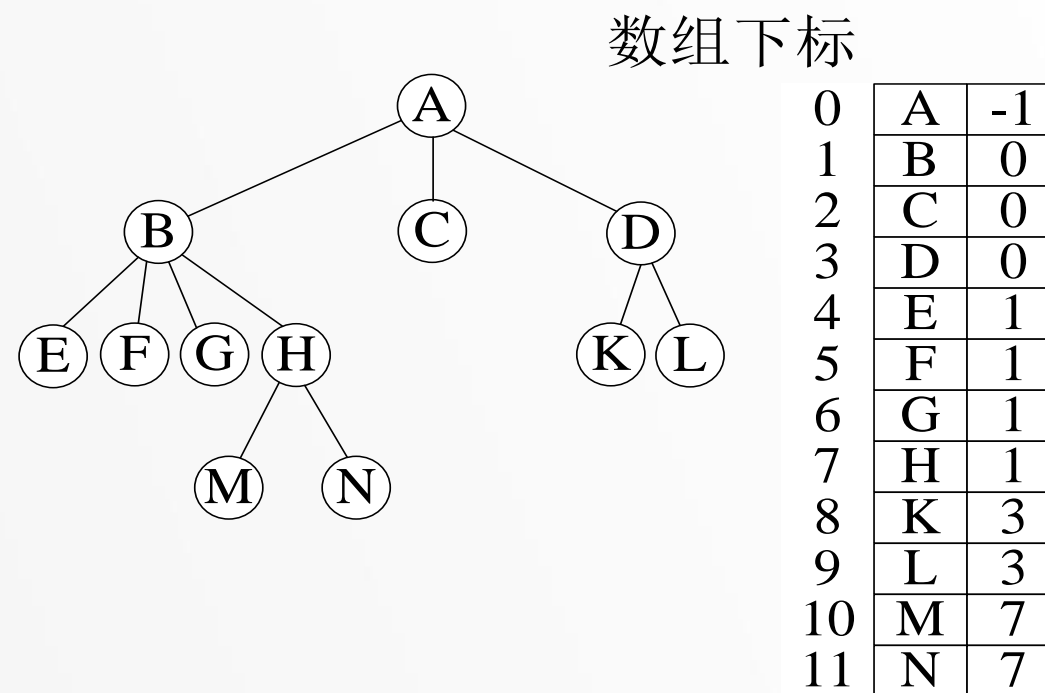 数组下标
A
B C D
E F G H K L
M N
0 A -1
1 B 0
2 C 0
3 D 0
4 E 1
5 F 1
6 G 1
7 H 1
8 K 3
9 L 3
10 M 7
11 N 7